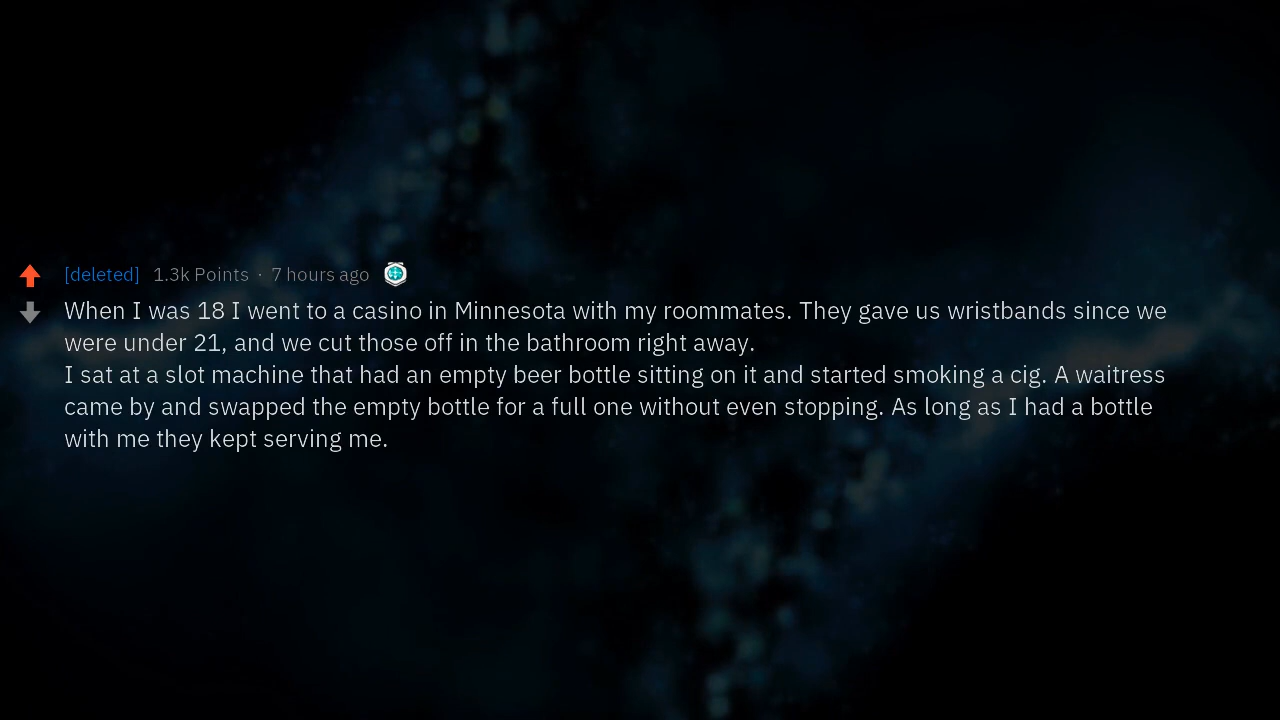 [deleted] 1.3k Points · 7 hours ago
When I was 18 I went to a casino in Minnesota with my roommates. They gave us wristbands since we
were under 21, and we cut those off in the bathroom right away.
I sat at a slot machine that had an empty beer bottle sitting on it and started smoking a cig. A waitress
came by and swapped the empty bottle for a full one without even stopping. As long as I had a bottle
with me they kept serving me.